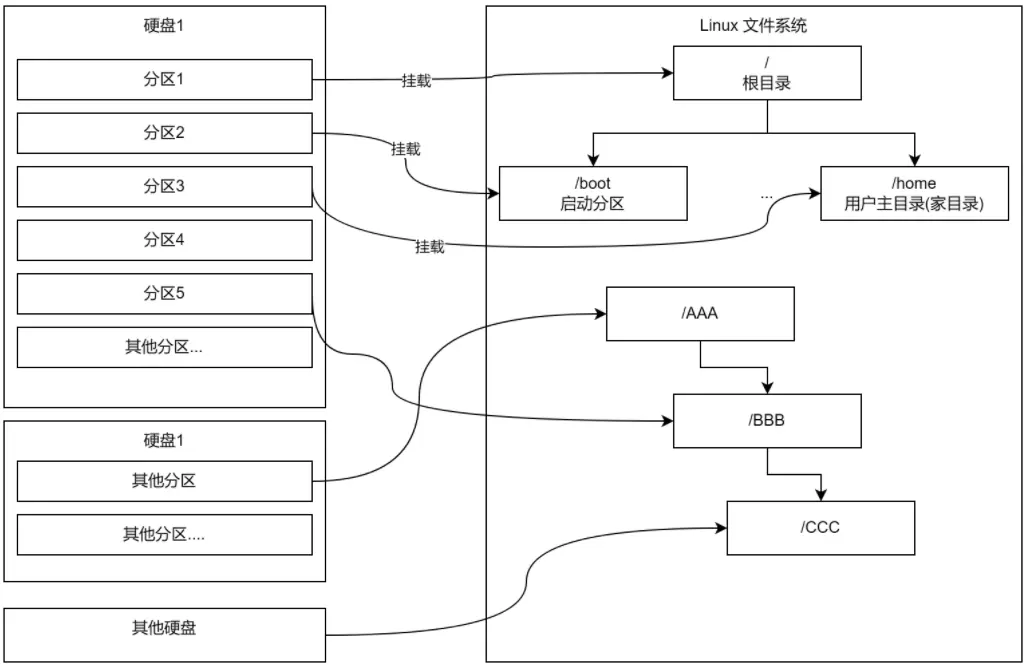 硬盘1
分区1
分区2
分区3
分区4
分区5
其他分区...
硬盘1
其他分区
其他分区....
其他硬盘
挂载
挂载
挂载
Linux 文件系统
/
根目录
/boot
启动分区
...
/home
用户主目录(家目录)
/AAA
/BBB
/CCC